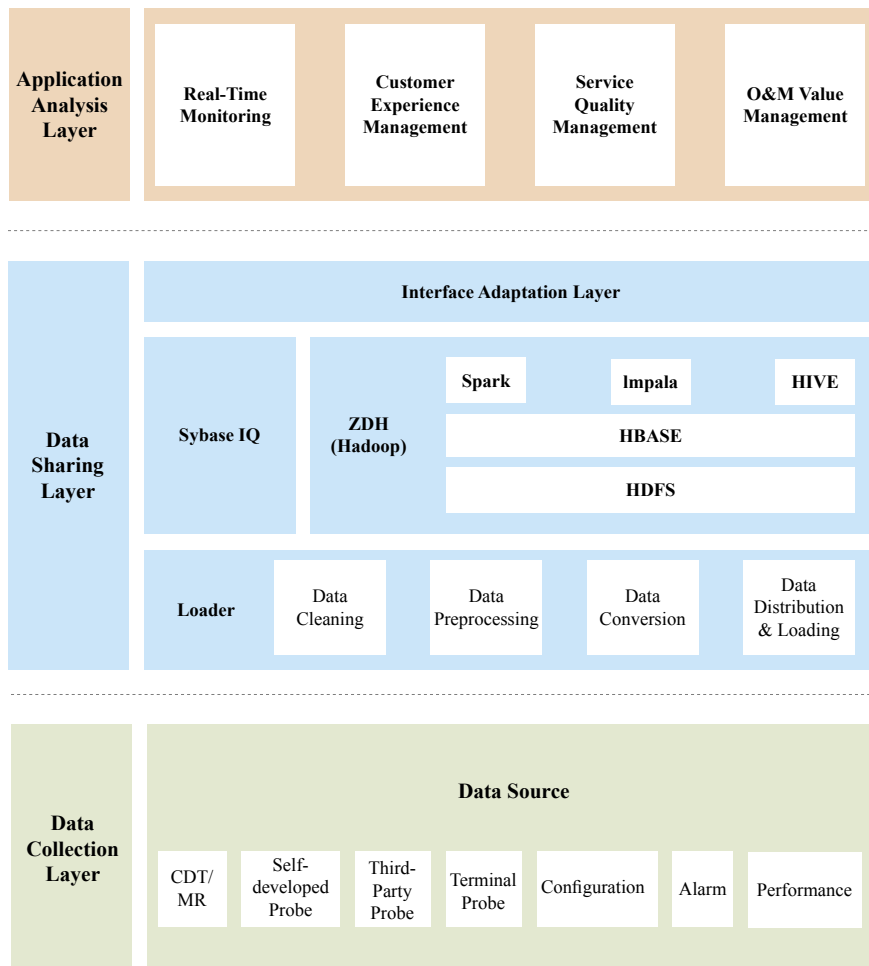 Application
Analysis
Layer
Real-Time
Monitoring
Customer
Experience
Management
Service
Quality
Management
O&M Value
Management
Data
Sharing
Layer
Interface Adaptation Layer
Sybase IQ
ZDH
(Hadoop)
Spark
lmpala
HIVE
HBASE
HDFS
Loader
Data
Cleaning
Data
Preprocessing
Data
Conversion
Data
Distribution
& Loading
Data
Collection
Layer
Data Source
CDT/
MR
Self-
developed
Probe
Third-
Party
Probe
Terminal
Probe
Configuration
Alarm
Performance